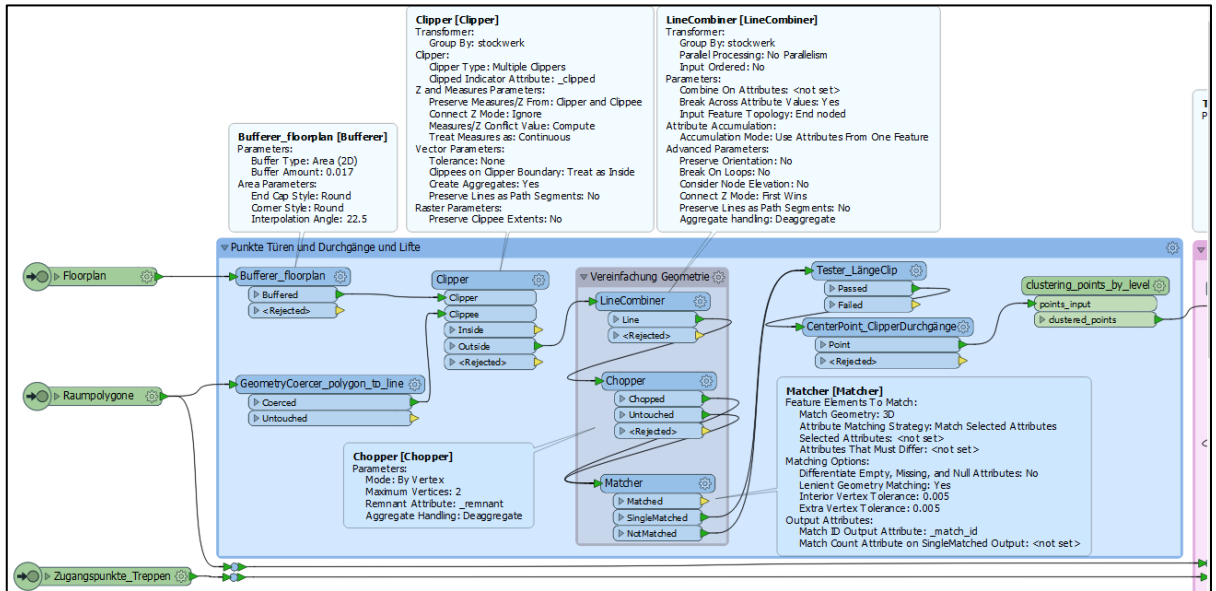 Clipper [Clipper]
Transformer:
Group By: stockwerk
Clipper:
Clipper Type: Multiple Clippers
Clipped Indicator Attribute: _clipped
Z and Measures Parameters:
Preserve Measures/Z From: Clipper and Clippee
Connect Z Mode: Ignore
Measures/Z Conflict Value: Compute
Treat Measures as: Continuous
Vector Parameters:
Tolerance: None
Clippees on Clipper Boundary: Treat as Inside
Create Aggregates: Yes
Preserve Lines as Path Segments: No
Raster Parameters:
Preserve Clippee Extents: No
LineCombiner [LineCombiner]
Transformer:
Group By: stockwerk
Parallel Processing: No Parallelism
Input Ordered: No
Parameters:
Combine On Attributes: <not set>
Break Across Attribute Values: Yes
Input Feature Topology: End noded
Attribute Accumulation:
Accumulation Mode: Use Attributes From One Feature
Advanced Parameters:
Preserve Orientation: No
Break On Loops: No
Consider Node Elevation: No
Connect Z Mode: First Wins
Preserve Lines as Path Segments: No
Aggregate handling: Deaggregate
Bufferer_floorplan [Bufferer]
Parameters:
Buffer Type: Area (2D)
Buffer Amount: 0.017
Area Parameters:
End Cap Style: Round
Corner Style: Round
Interpolation Angle: 22.5
Punkte Türen und Durchgänge und Lifte
Floorplan
Bufferer_floorplan
Buffered
<Rejected>
Clipper
Clipper
Clippee
Inside
Outside
<Rejected>
Vereinfachung Geometrie
LineCombiner
Line
<Rejected>
Tester_LängeClip
Passed
Failed
clustering_points_by_level
points_input
clustered_points
CenterPoint_ClipperDurchgänge
Point
<Rejected>
Raumpolygone
GeometryCoercer_polygon_to_line
Coerced
Untouched
Chopper
Chopped
Untouched
<Rejected>
Matcher [Matcher]
Feature Elements To Match:
Match Geometry: 3D
Attribute Matching Strategy: Match Selected Attributes
Selected Attributes: <not set>
Attributes That Must Differ: <not set>
Matching Options:
Differentiate Empty, Missing, and Null Attributes: No
Lenient Geometry Matching: Yes
Interior Vertex Tolerance: 0.005
Extra Vertex Tolerance: 0.005
Output Attributes:
Match ID Output Attribute: _match_id
Match Count Attribute on SingleMatched Output: <not set>
Chopper [Chopper]
Parameters:
Mode: By Vertex
Maximum Vertices: 2
Remnant Attribute: _remnant
Aggregate Handling: Deaggregate
Matcher
Matched
SingleMatched
NotMatched
Zugangspunkte_Treppen